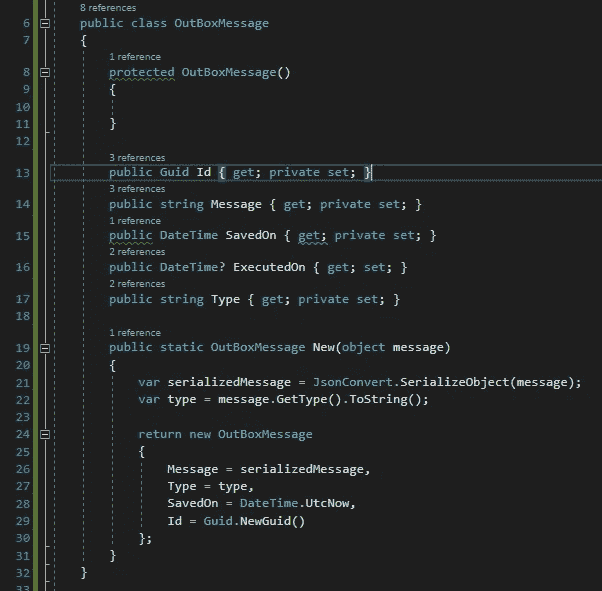 8 references
6 public class OutBoxMessage
7 {
1 reference
8 protected OutBoxMessage()
9 {
10
11 }
12
3 references
13 public Guid Id { get; private set; }
3 references
14 public string Message { get; private set; }
1 reference
15 public DateTime SavedOn { get; private set; }
2 references
16 public DateTime? ExecutedOn { get; set; }
2 references
17 public string Type { get; private set; }
18
1 reference
19 public static OutBoxMessage New(object message)
20 {
21 var serializedMessage = JsonConvert.SerializeObject(message);
22 var type = message.GetType().ToString();
23
24 return new OutBoxMessage
25 {
26 Message = serializedMessage,
27 Type = type,
28 SavedOn = DateTime.UtcNow,
29 Id = Guid.NewGuid()
30 };
31 }
32 }
33